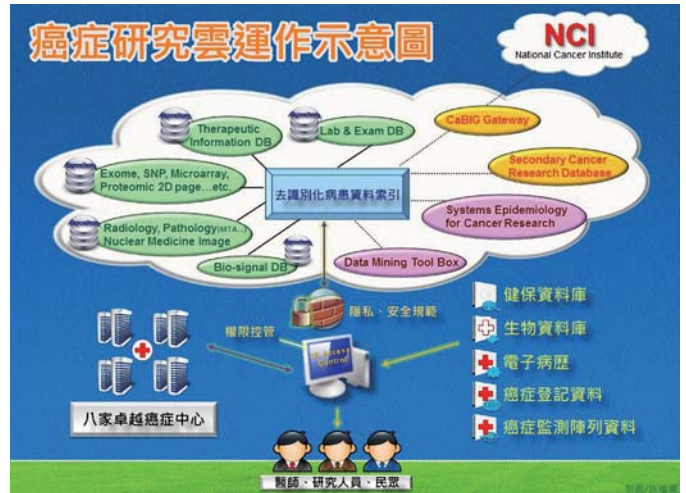 癌症研究雲運作示意圖
NCI
National Cancer Institute
Therapeutic
Information DB
Lab & Exam DB
CaBIG Gateway
Exome, SNP, Microarray,
Proteomic 2D page...etc.
去識別化病患資料索引
Secondary Cancer
Research Database
Radiology, Pathology(MTA...)
Nuclear Medicine Image
Systems Epidemiology
for Cancer Research
Bio-signal DB
Data Mining Tool Box
隱私、安全規範
權限控管
Access
Control
健保資料庫
生物資料庫
電子病歷
癌症登記資料
癌症監測陣列資料
八家卓越癌症中心
醫師、研究人員、民眾